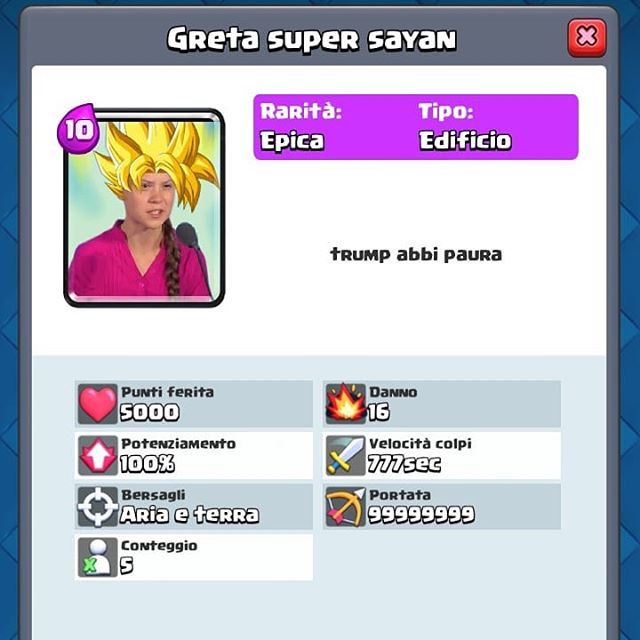 Greta super sayan
10
Rarità: Tipo:
Epica Edificio
trump abbi paura
Punti ferita Danno
5000 16
Potenziamento Velocità colpi
100% 777sec
Bersagli Portata
Aria e terra 99999999
Conteggio
5